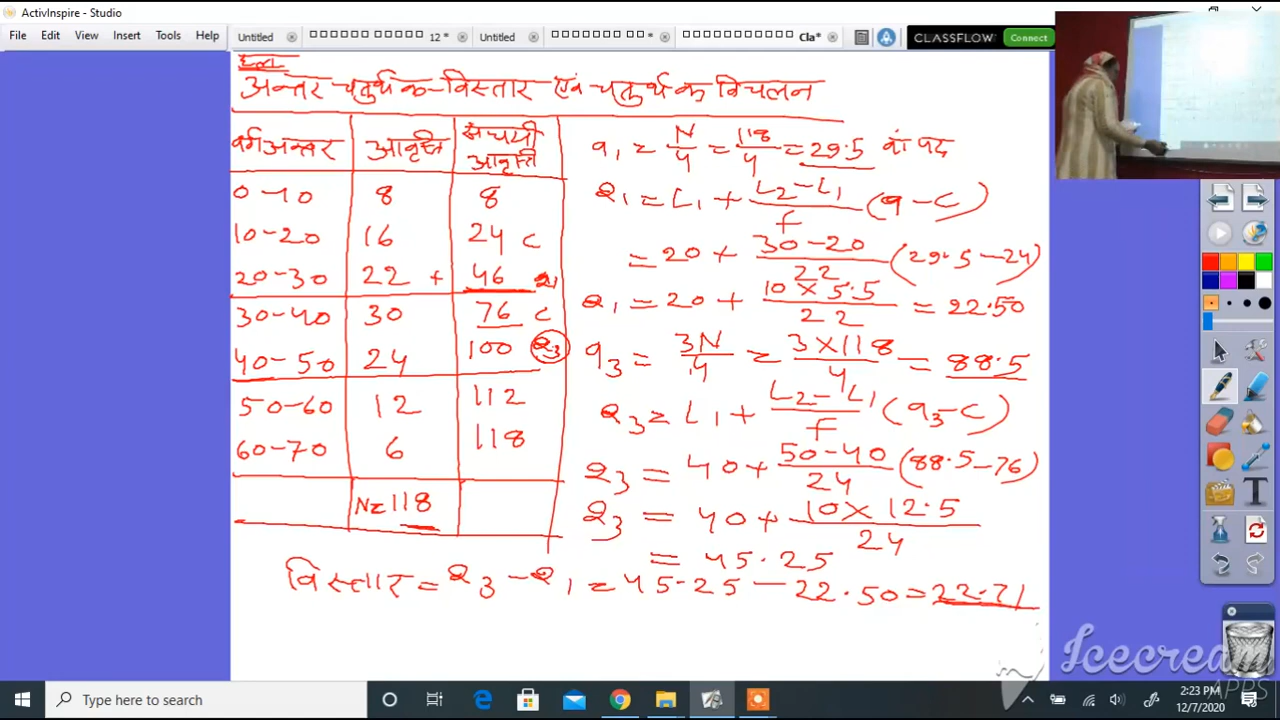 ActivInspire - Studio
File Edit View Insert Tools Help Untitled 12 * Untitled * Cla* CLASSFLOW Connect
अन्तर चतुर्थक-विस्तार एवं चतुर्थक विचलन
वर्ग अन्तर आवृत्ति संचयी आवृत्ति
0-10 8 8
10-20 16 24 c
20-30 22 + 46 Q1
30-40 30 76 c
40-50 24 100 Q3
50-60 12 112
60-70 6 118
N=118
q1 = N/4 = 118/4 = 29.5 वां पद
Q1 = L1 + L2-L1/f (q-c)
= 20 + 30-20/22 (29.5-24)
Q1 = 20 + 10×5.5/22 = 22.50
q3 = 3N/4 = 3×118/4 = 88.5
Q3 = L1 + L2-L1/f (q3-c)
Q3 = 40 + 50-40/24 (88.5-76)
Q3 = 40 + 10×12.5/24
= 45.25
विस्तार = Q3 - Q1 = 45.25 - 22.50 = 22.71
Icecream
APPS
Type here to search
2:23 PM
12/7/2020